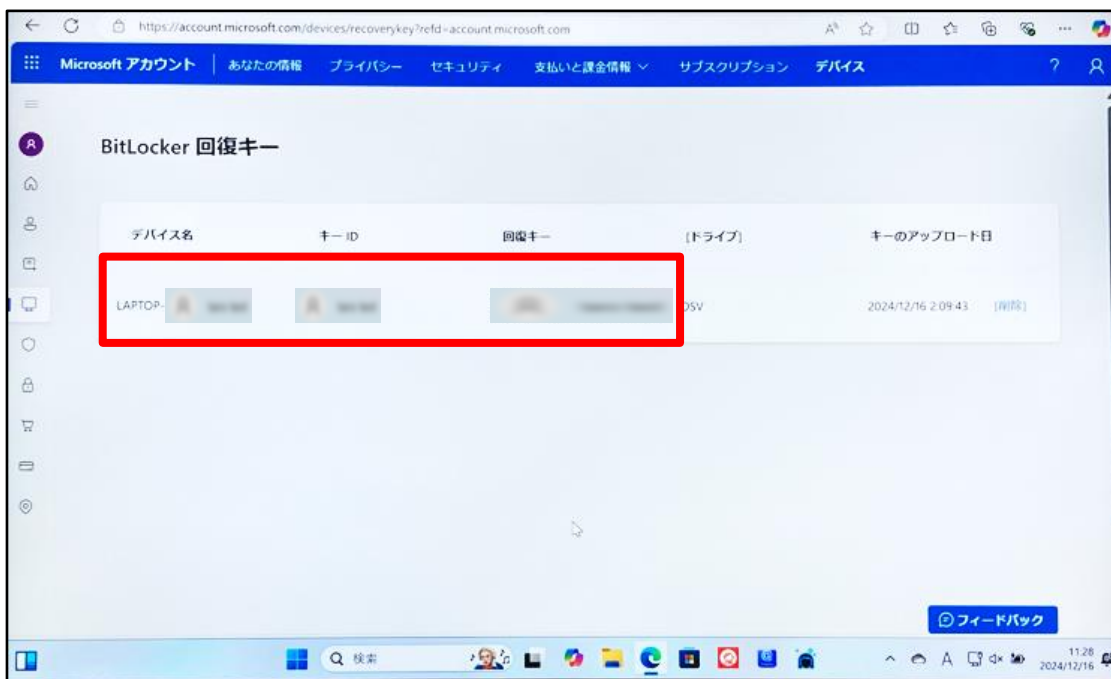 https://account.microsoft.com/devices/recoverykey?refd=account.microsoft.com
Microsoft アカウント あなたの情報 プライバシー セキュリティ 支払いと課金情報 サブスクリプション デバイス ?
BitLocker 回復キー
デバイス名 キー ID 回復キー [ドライブ] キーのアップロード日
LAPTOP- OSV 2024/12/16 2:09:43 [削除]
フィードバック
検索
A 11:28
2024/12/16